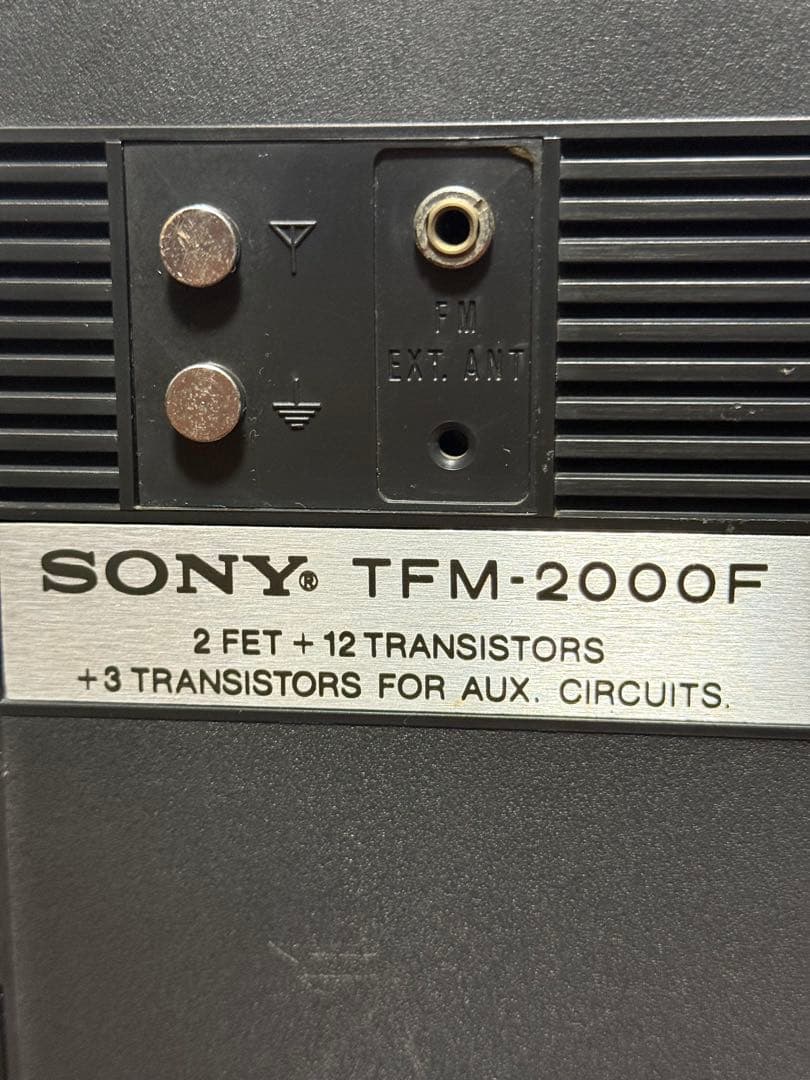 FM
EXT. ANT
SONY® TFM-2000F
2 FET + 12 TRANSISTORS
+3 TRANSISTORS FOR AUX. CIRCUITS.